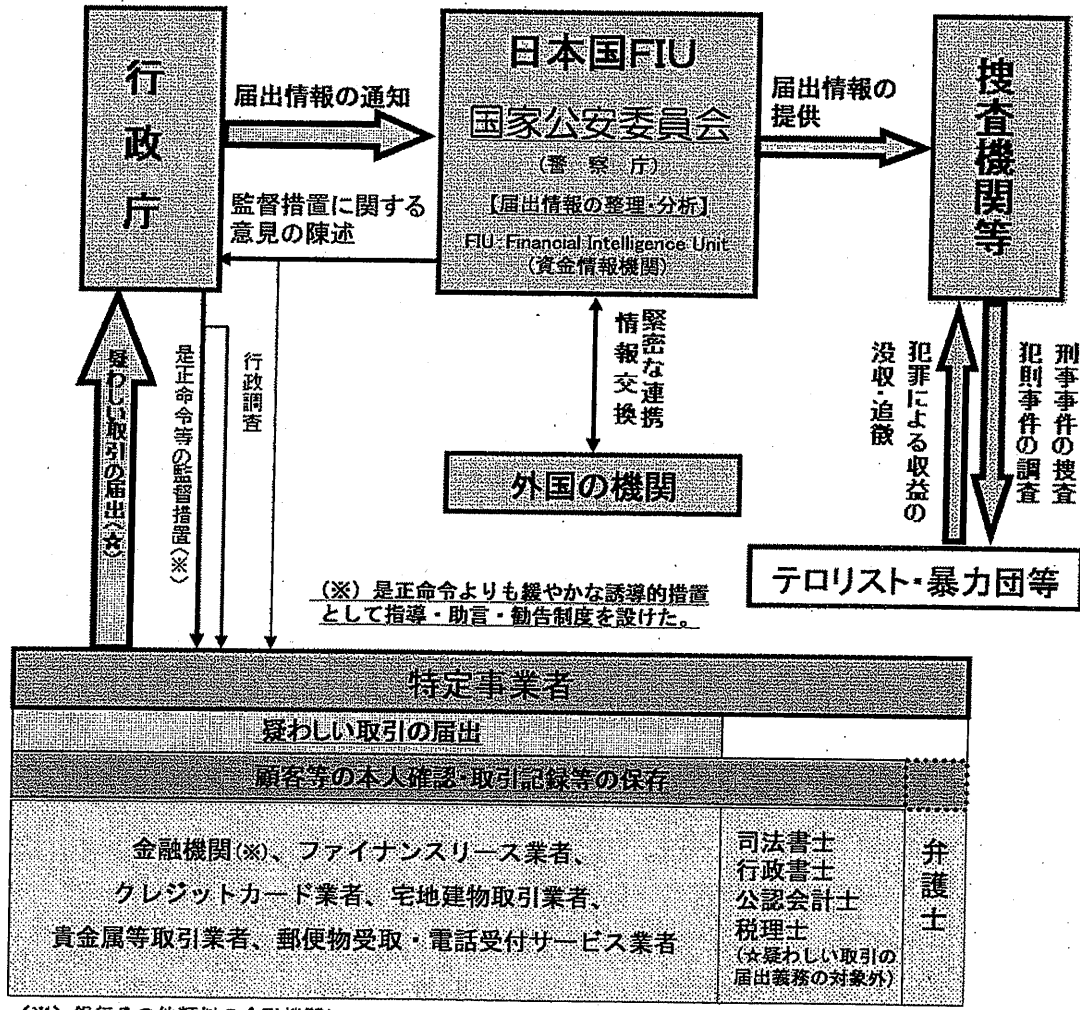 行政庁
届出情報の通知
監督措置に関する
意見の陳述
日本国FIU
国家公安委員会
(警察庁)
【届出情報の整理・分析】
FIU:Financial Intelligence Unit
(資金情報機関)
届出情報の
提供
捜査機関等
疑わしい取引の届出(☆)
是正命令等の監督措置(※)
行政調査
緊密な連携
情報交換
外国の機関
犯罪による収益の
没収・追徴
刑事事件の捜査
犯則事件の調査
テロリスト・暴力団等
(※)是正命令よりも緩やかな誘導的措置
として指導・助言・勧告制度を設けた。
特定事業者
疑わしい取引の届出
顧客等の本人確認・取引記録等の保存
金融機関(※)、ファイナンスリース業者、
クレジットカード業者、宅地建物取引業者、
貴金属等取引業者、郵便物受取・電話受付サービス業者
司法書士
行政書士
公認会計士
税理士
(☆疑わしい取引の
届出義務の対象外)
弁護士